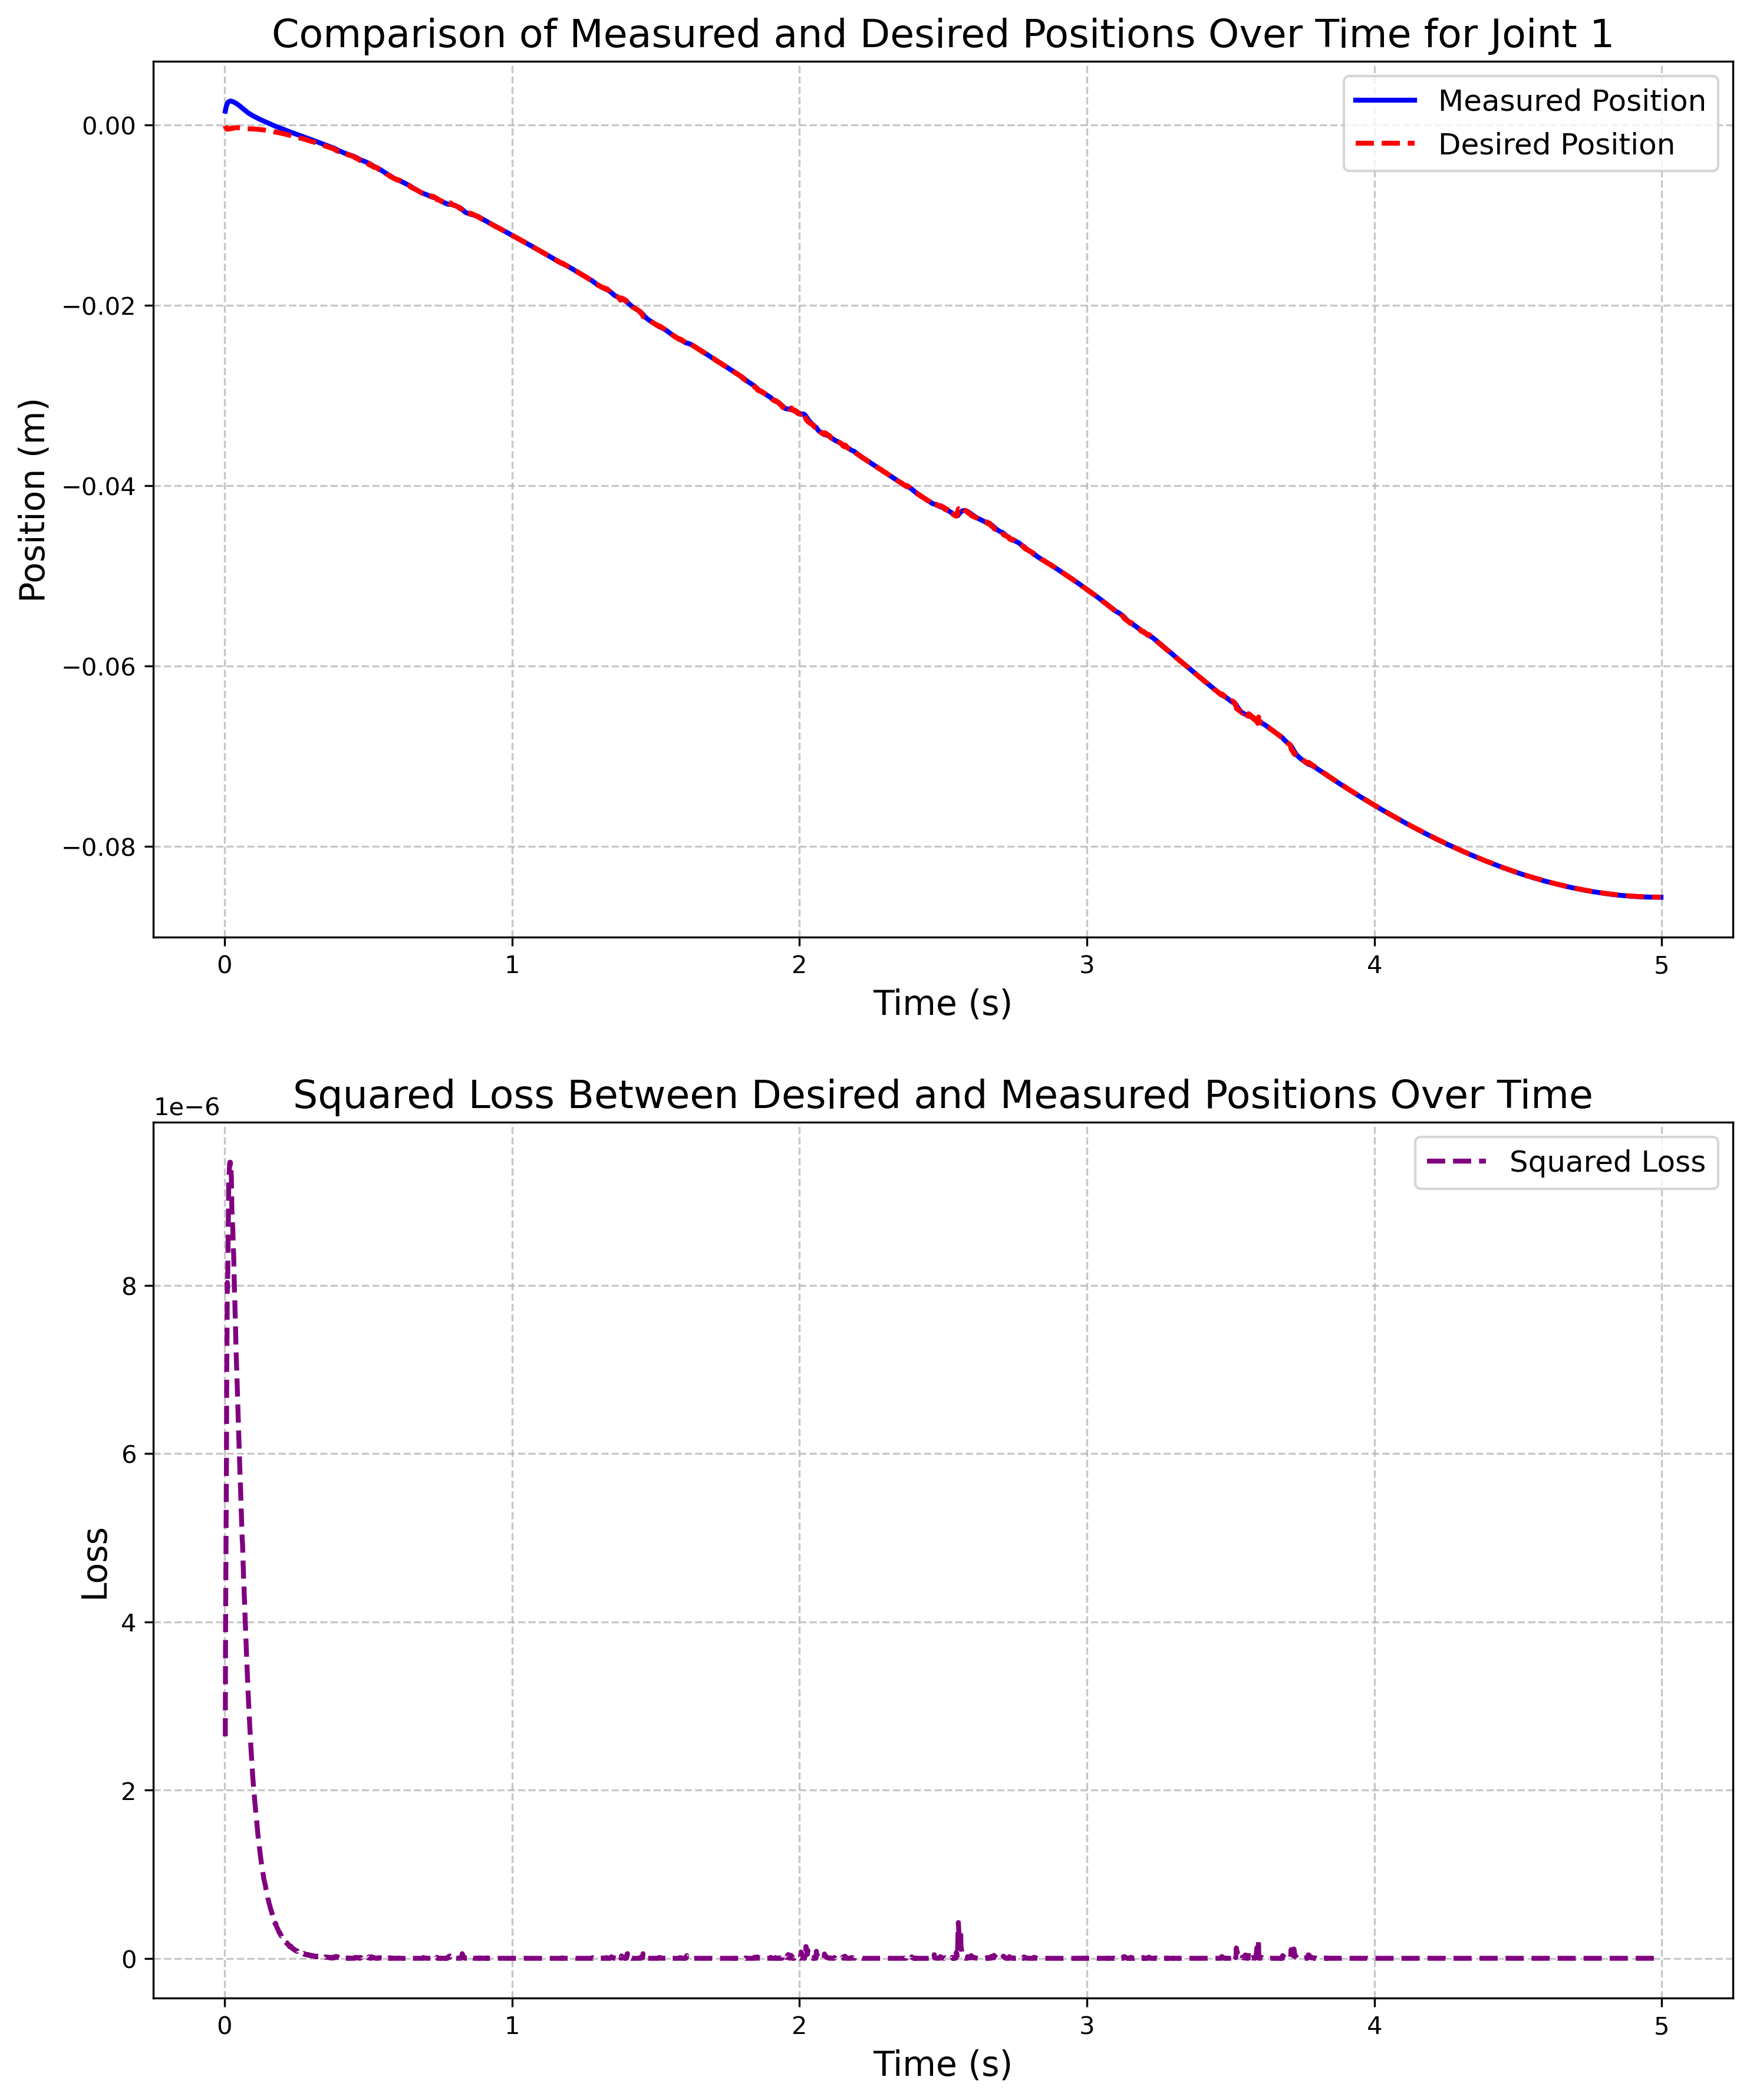 Comparison of Measured and Desired Positions Over Time for Joint 1
Measured Position
Desired Position
0.00
−0.02
−0.04
−0.06
−0.08
Position (m)
0 1 2 3 4 5
Time (s)
Squared Loss Between Desired and Measured Positions Over Time
1e−6
Squared Loss
8
6
4
2
0
Loss
0 1 2 3 4 5
Time (s)